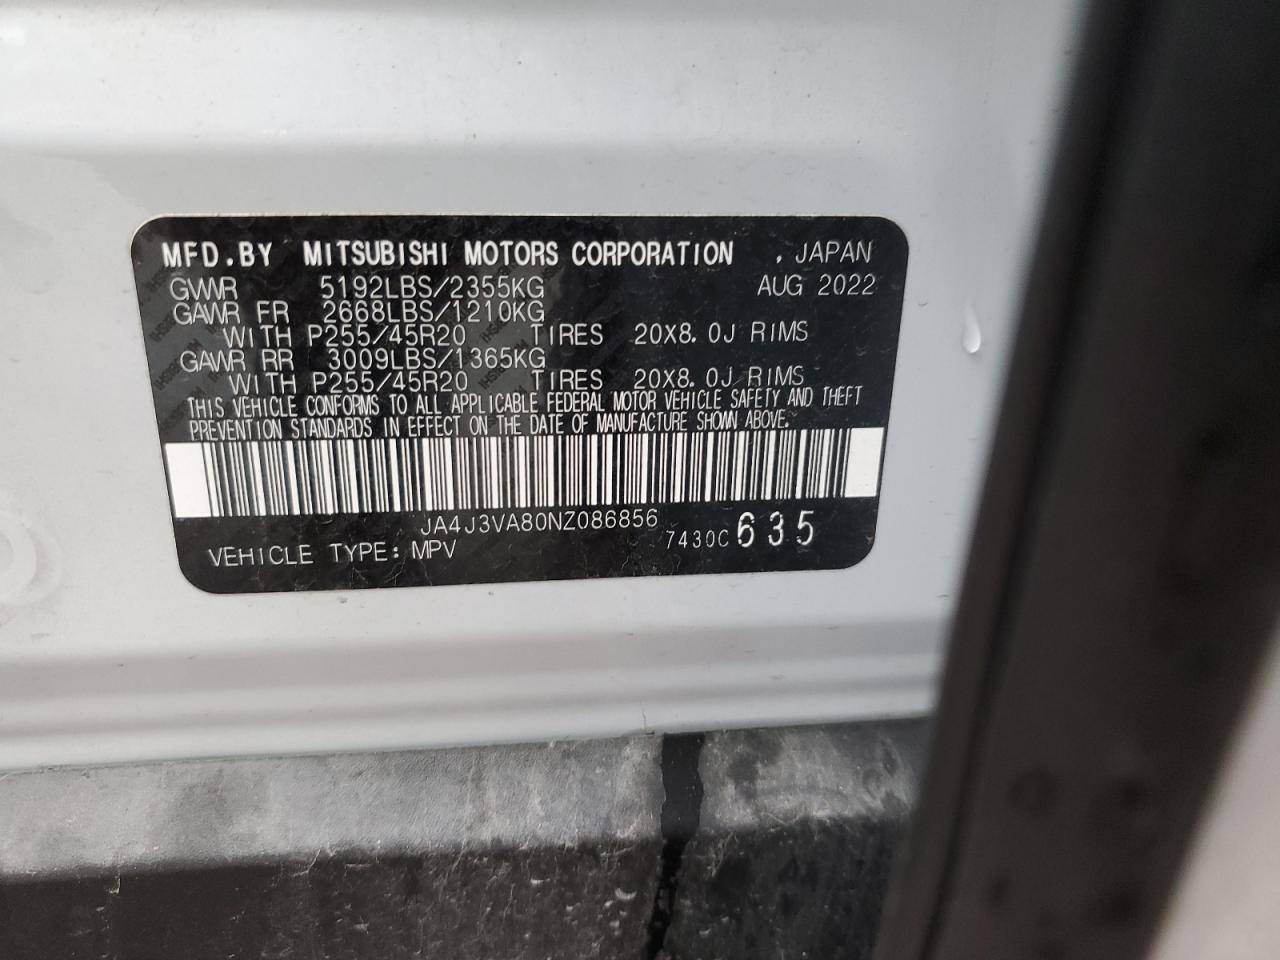 MFD.BY MITSUBISHI MOTORS CORPORATION , JAPAN
GVWR 5192LBS/2355KG AUG 2022
GAWR FR 2668LBS/1210KG
WITH P255/45R20 TIRES 20X8.0J RIMS
GAWR RR 3009LBS/1365KG
WITH P255/45R20 TIRES 20X8.0J RIMS
THIS VEHICLE CONFORMS TO ALL APPLICABLE FEDERAL MOTOR VEHICLE SAFETY AND THEFT
PREVENTION STANDARDS IN EFFECT ON THE DATE OF MANUFACTURE SHOWN ABOVE.
JA4J3VA80NZ086856
7430C 635
VEHICLE TYPE: MPV